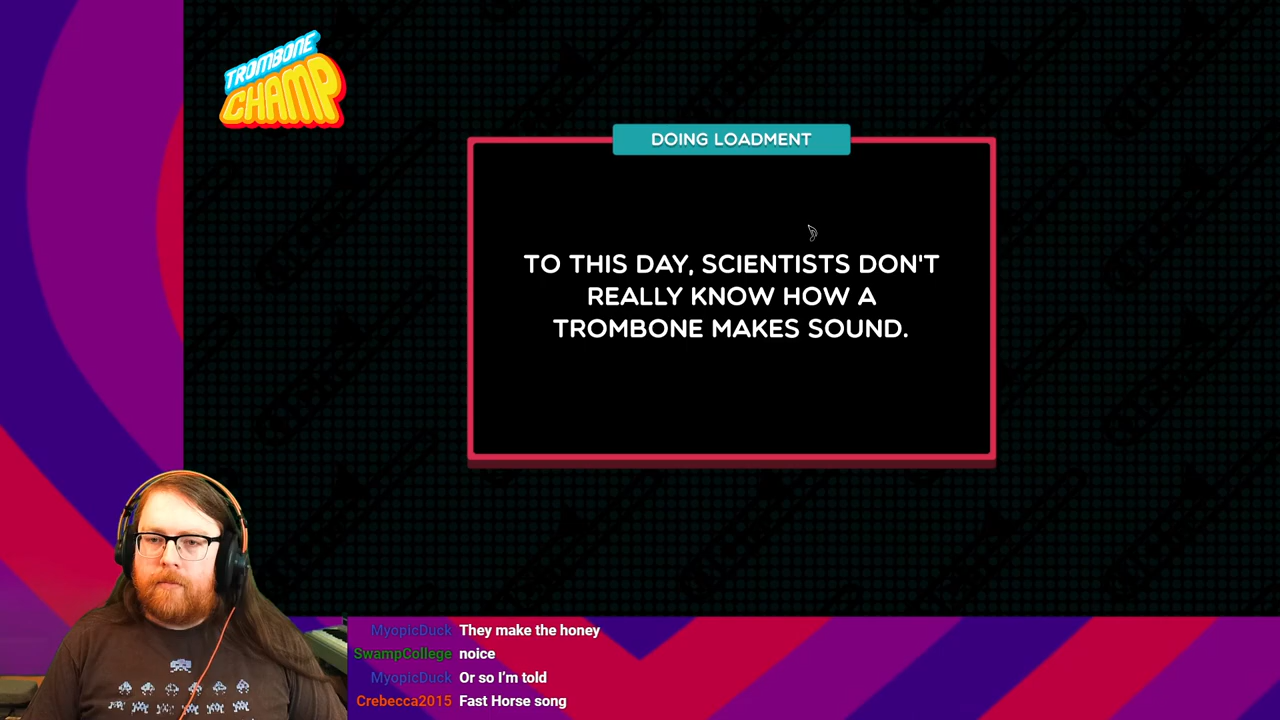 TROMBONE
CHAMP
DOING LOADMENT
TO THIS DAY, SCIENTISTS DON'T
REALLY KNOW HOW A
TROMBONE MAKES SOUND.
MyopicDuck They make the honey
SwampCollege noice
MyopicDuck Or so I'm told
Crebecca2015 Fast Horse song